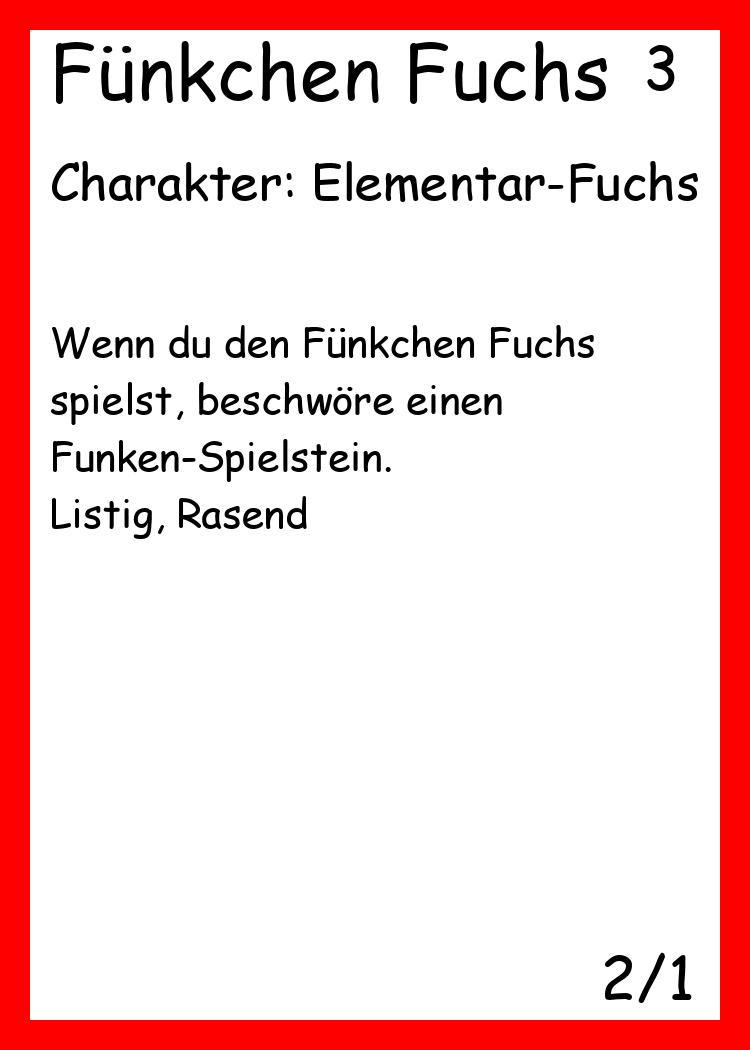 Fünkchen Fuchs 3
Charakter: Elementar-Fuchs
Wenn du den Fünkchen Fuchs
spielst, beschwöre einen
Funken-Spielstein.
Listig, Rasend
2/1